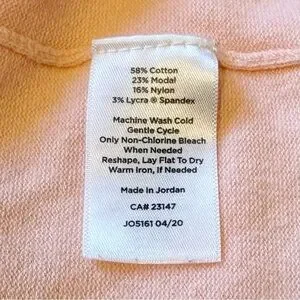 58% Cotton
23% Modal
16% Nylon
3% Lycra ® Spandex
Machine Wash Cold
Gentle Cycle
Only Non-Chlorine Bleach
When Needed
Reshape, Lay Flat To Dry
Warm Iron, If Needed
Made in Jordan
CA# 23147
JO5161 04/20